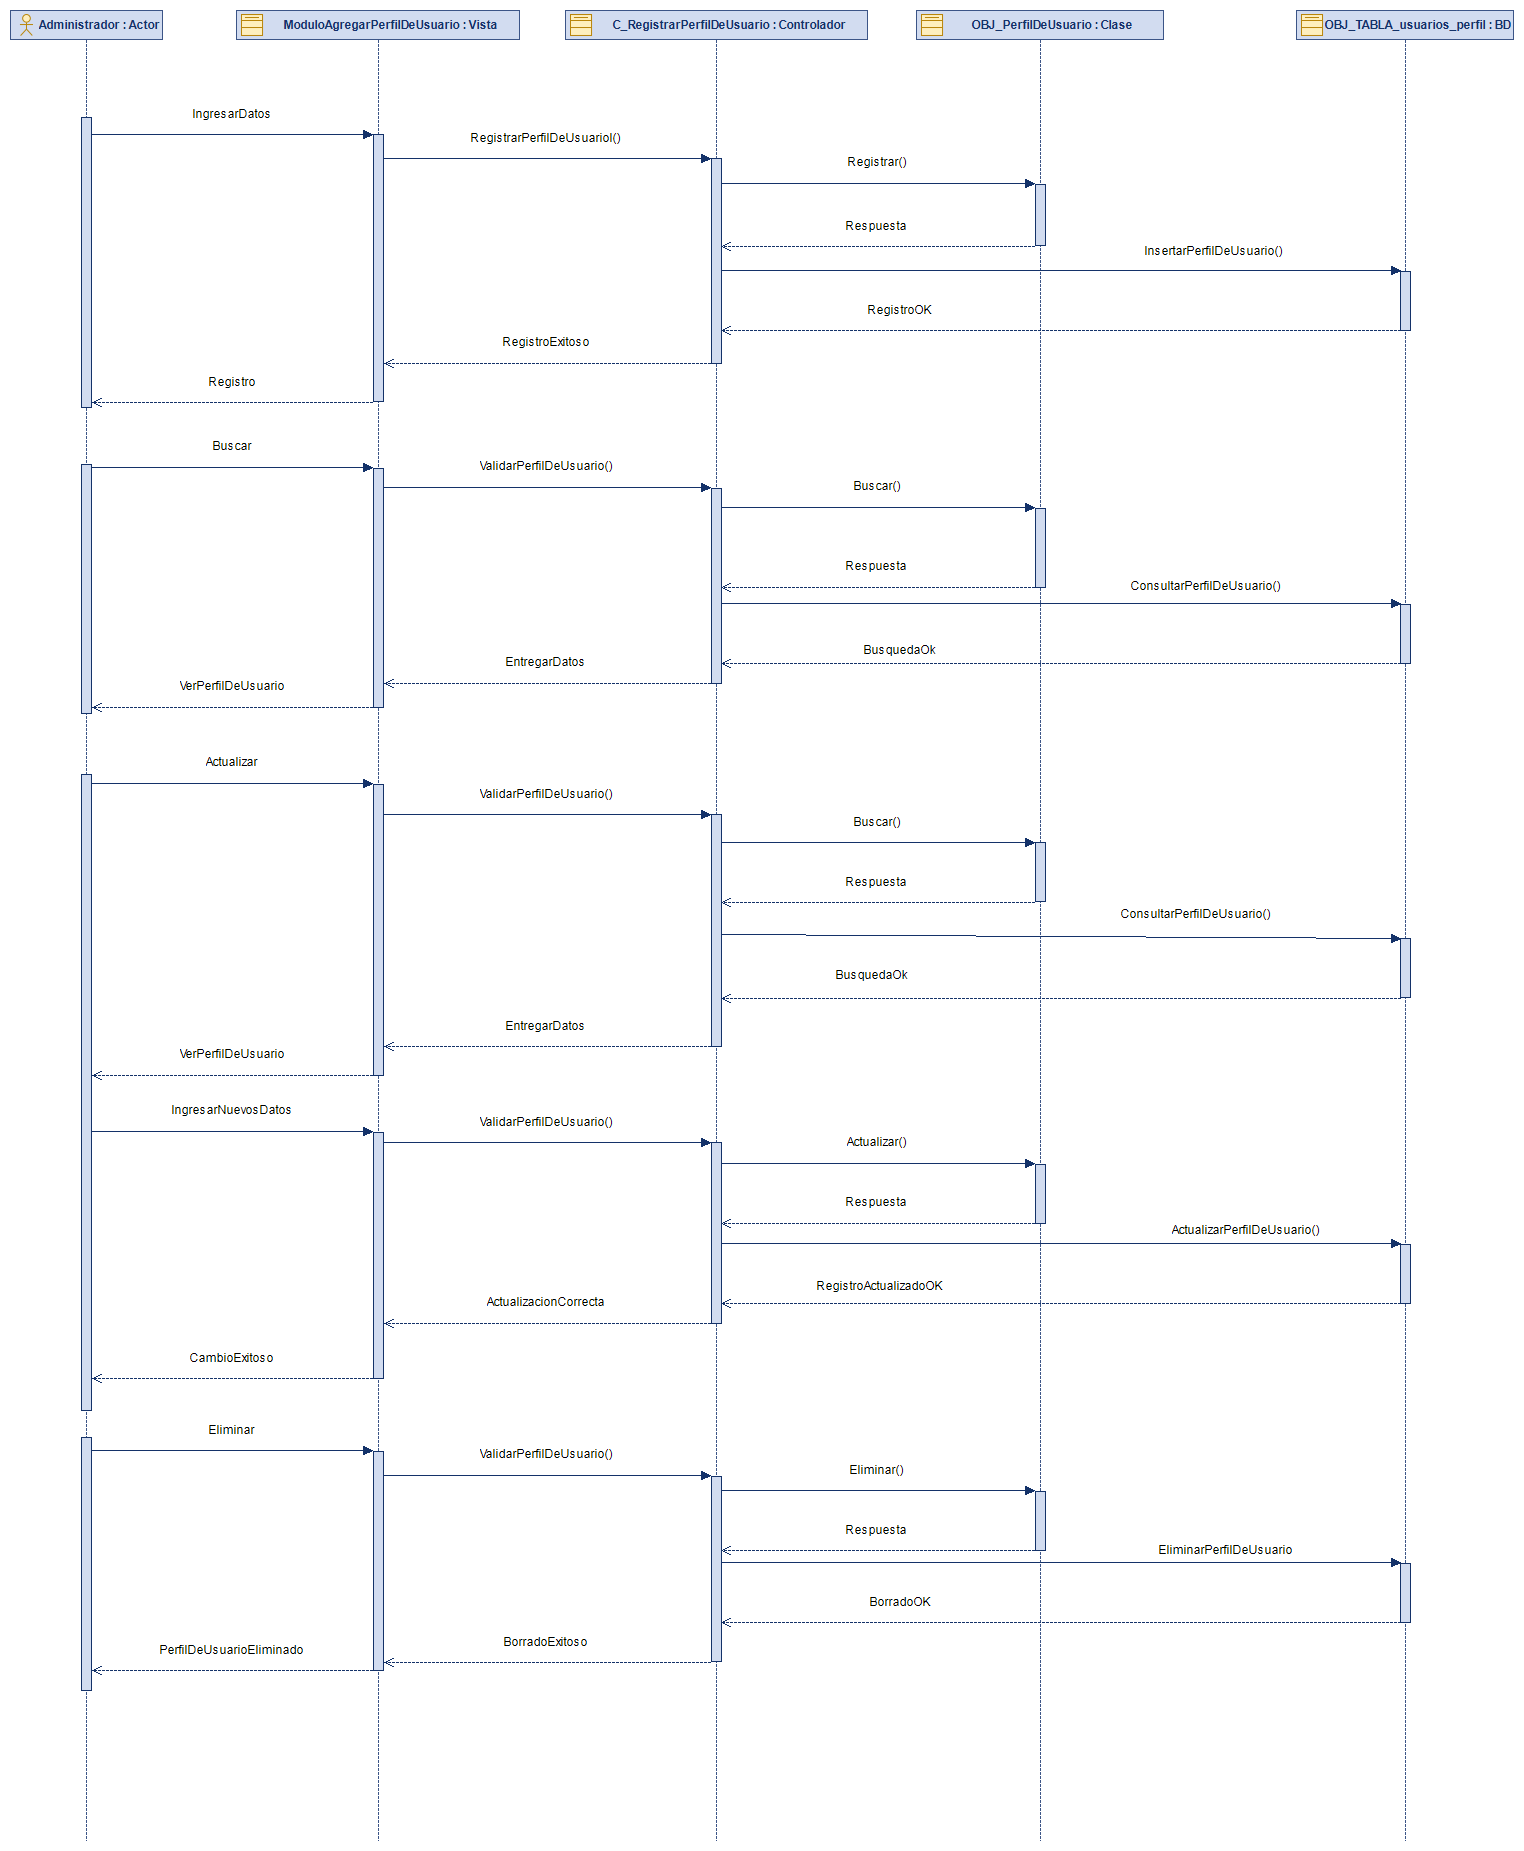 Administrador : Actor
ModuloAgregarPerfilDeUsuario : Vista
C_RegistrarPerfilDeUsuario : Controlador
OBJ_PerfilDeUsuario : Clase
OBJ_TABLA_usuarios_perfil : BD
IngresarDatos
RegistrarPerfilDeUsuariol()
Registrar()
Respuesta
InsertarPerfilDeUsuario()
RegistroOK
RegistroExitoso
Registro
Buscar
ValidarPerfilDeUsuario()
Buscar()
Respuesta
ConsultarPerfilDeUsuario()
BusquedaOk
EntregarDatos
VerPerfilDeUsuario
Actualizar
ValidarPerfilDeUsuario()
Buscar()
Respuesta
ConsultarPerfilDeUsuario()
BusquedaOk
EntregarDatos
VerPerfilDeUsuario
IngresarNuevosDatos
ValidarPerfilDeUsuario()
Actualizar()
Respuesta
ActualizarPerfilDeUsuario()
RegistroActualizadoOK
ActualizacionCorrecta
CambioExitoso
Eliminar
ValidarPerfilDeUsuario()
Eliminar()
Respuesta
EliminarPerfilDeUsuario
BorradoOK
BorradoExitoso
PerfilDeUsuarioEliminado